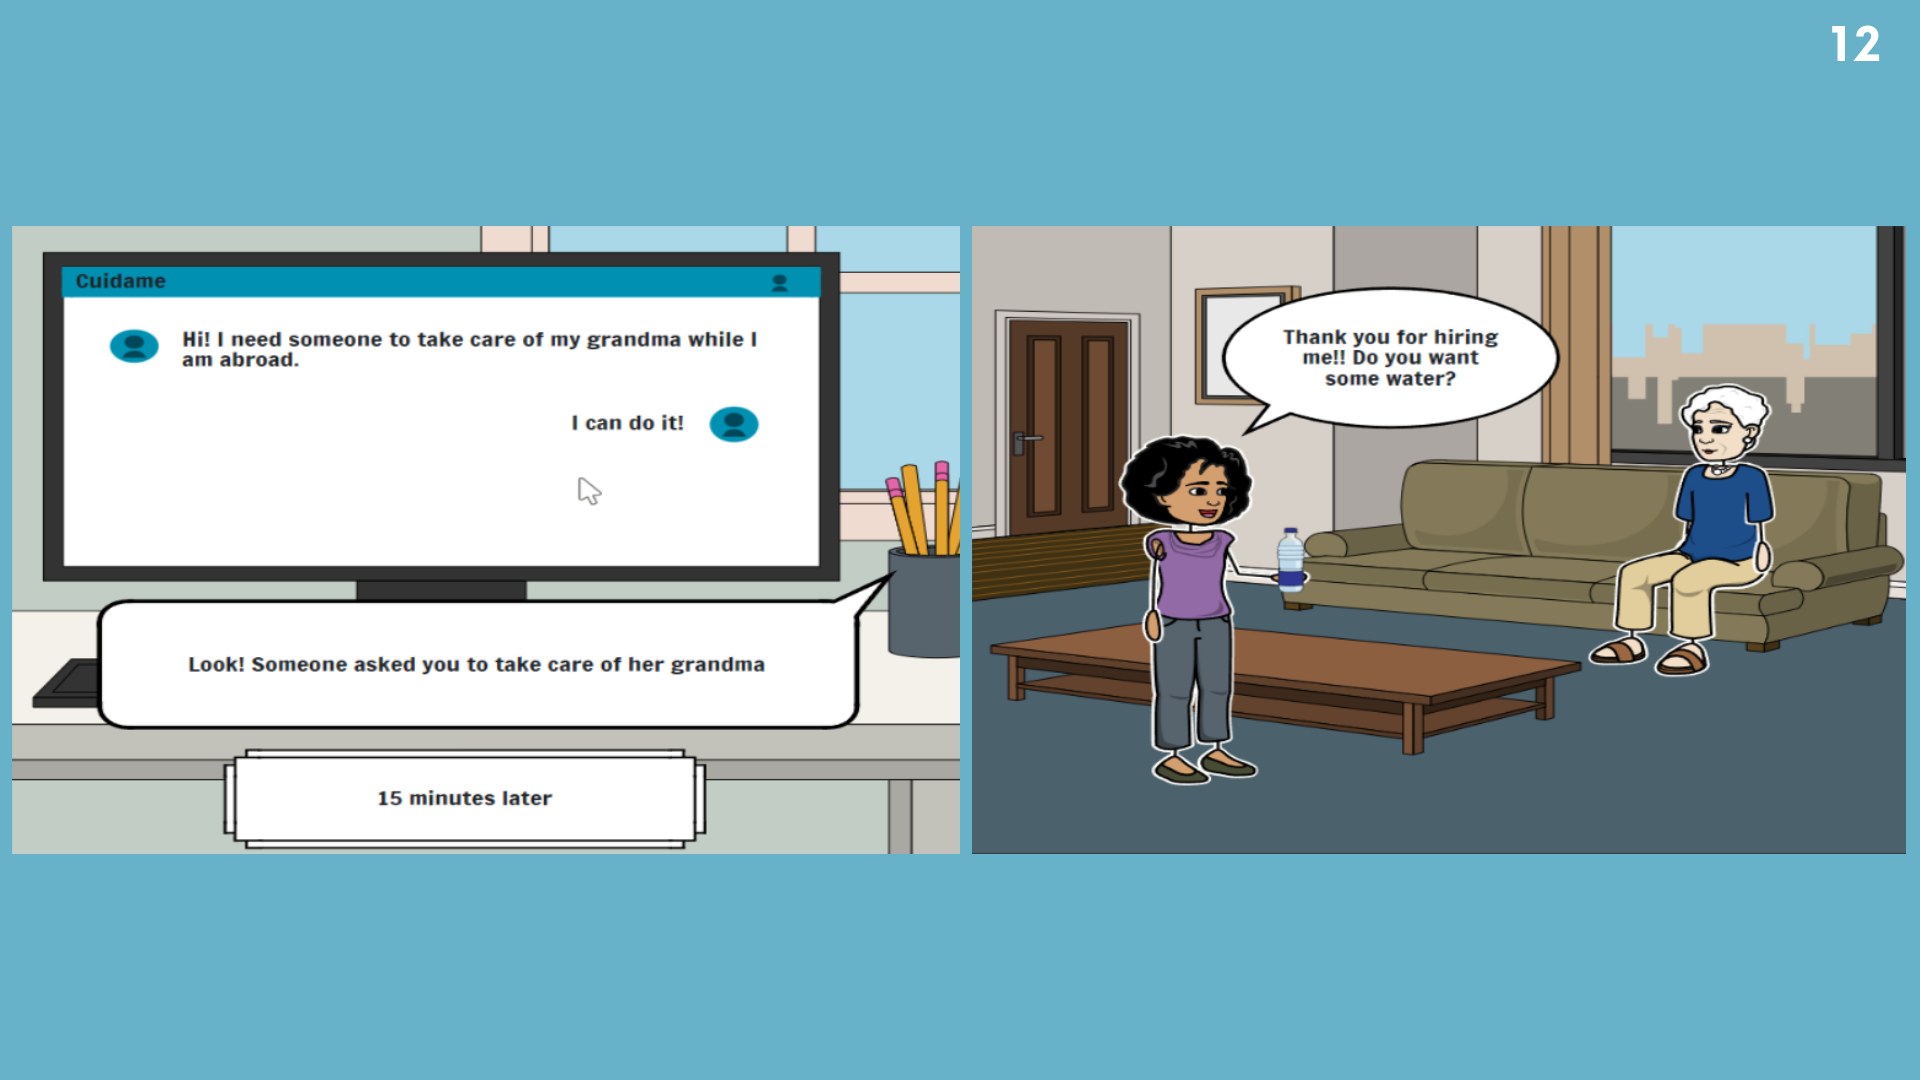 12
Cuidame
Hi! I need someone to take care of my grandma while I
am abroad.
I can do it!
Look! Someone asked you to take care of her grandma
15 minutes later
Thank you for hiring
me!! Do you want
some water?